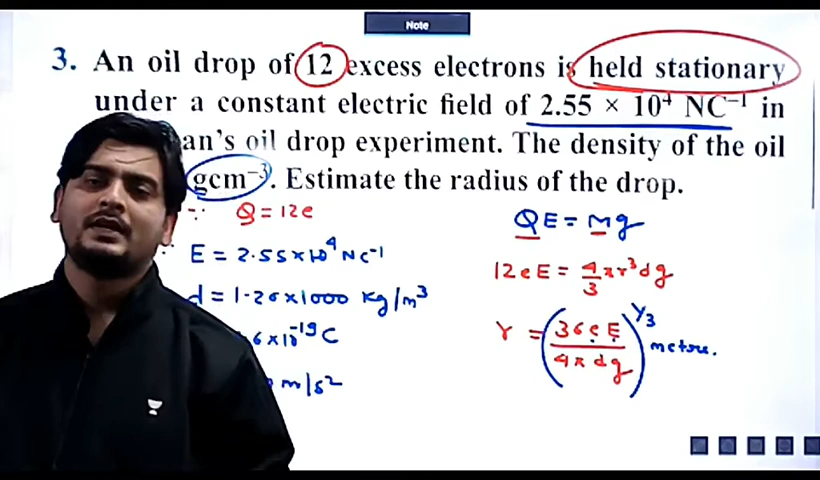 Note
3. An oil drop of 12 excess electrons is held stationary
under a constant electric field of 2.55 × 10⁴ NC⁻¹ in
an's oil drop experiment. The density of the oil
gcm⁻³. Estimate the radius of the drop.
∵ Q = 12e
E = 2.55×10⁴ NC⁻¹
d = 1.26×1000 kg/m³
6×10⁻¹⁹C
m/s²
QE = Mg
12eE = 4/3 πr³dg
r = (36eE / 4πdg)^1/3 metre.